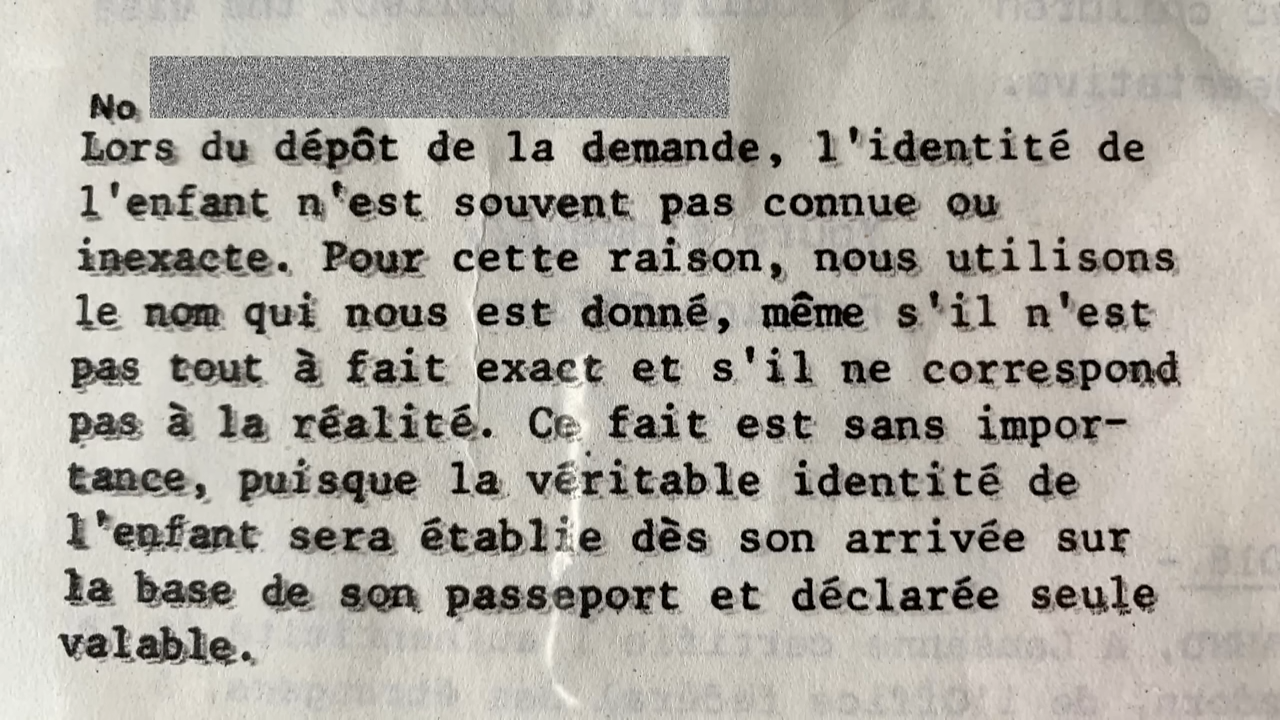 No
Lors du dépôt de la demande, l'identité de
l'enfant n'est souvent pas connue ou
inexacte. Pour cette raison, nous utilisons
le nom qui nous est donné, même s'il n'est
pas tout à fait exact et s'il ne correspond
pas à la réalité. Ce fait est sans impor-
tance, puisque la véritable identité de
l'enfant sera établie dès son arrivée sur
la base de son passeport et déclarée seule
valable.